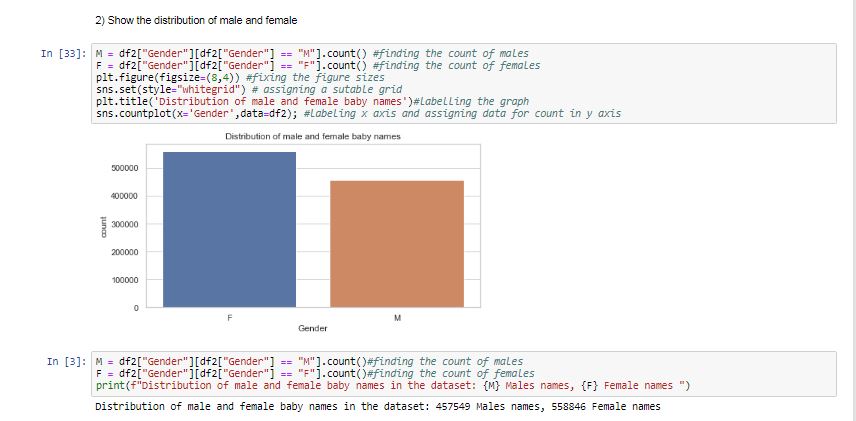 2) Show the distribution of male and female
In [33]: M = df2["Gender"][df2["Gender"] == "M"].count() #finding the count of males
F = df2["Gender"][df2["Gender"] == "F"].count() #finding the count of females
plt.figure(figsize=(8,4)) #fixing the figure sizes
sns.set(style="whitegrid") # assigning a sutable grid
plt.title('Distribution of male and female baby names')#labelling the graph
sns.countplot(x='Gender',data=df2); #labeling x axis and assigning data for count in y axis
Distribution of male and female baby names
500000
400000
300000
200000
100000
0
count
F M
Gender
In [3]: M = df2["Gender"][df2["Gender"] == "M"].count()#finding the count of males
F = df2["Gender"][df2["Gender"] == "F"].count()#finding the count of females
print(f"Distribution of male and female baby names in the dataset: {M} Males names, {F} Female names ")
Distribution of male and female baby names in the dataset: 457549 Males names, 558846 Female names